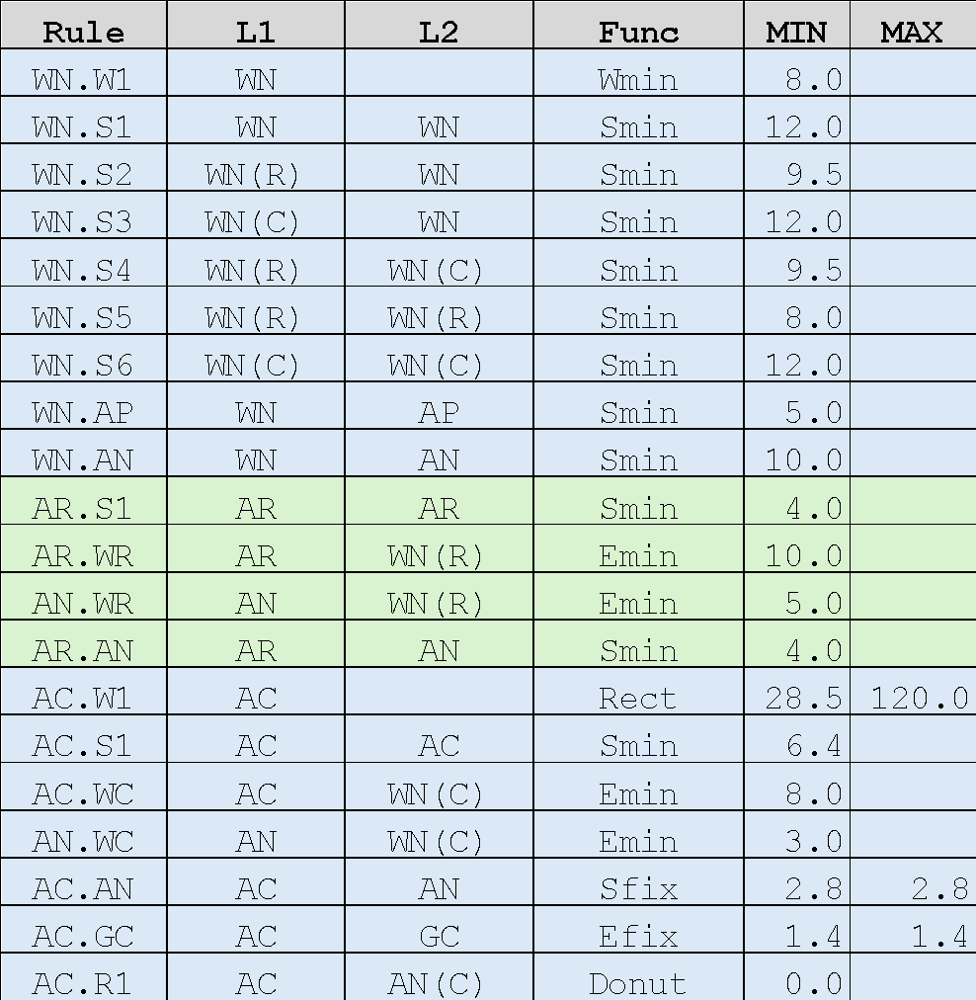 Rule L1 L2 Func MIN MAX
WN.W1 WN Wmin 8.0
WN.S1 WN WN Smin 12.0
WN.S2 WN(R) WN Smin 9.5
WN.S3 WN(C) WN Smin 12.0
WN.S4 WN(R) WN(C) Smin 9.5
WN.S5 WN(R) WN(R) Smin 8.0
WN.S6 WN(C) WN(C) Smin 12.0
WN.AP WN AP Smin 5.0
WN.AN WN AN Smin 10.0
AR.S1 AR AR Smin 4.0
AR.WR AR WN(R) Emin 10.0
AN.WR AN WN(R) Emin 5.0
AR.AN AR AN Smin 4.0
AC.W1 AC Rect 28.5 120.0
AC.S1 AC AC Smin 6.4
AC.WC AC WN(C) Emin 8.0
AN.WC AN WN(C) Emin 3.0
AC.AN AC AN Sfix 2.8 2.8
AC.GC AC GC Efix 1.4 1.4
AC.R1 AC AN(C) Donut 0.0